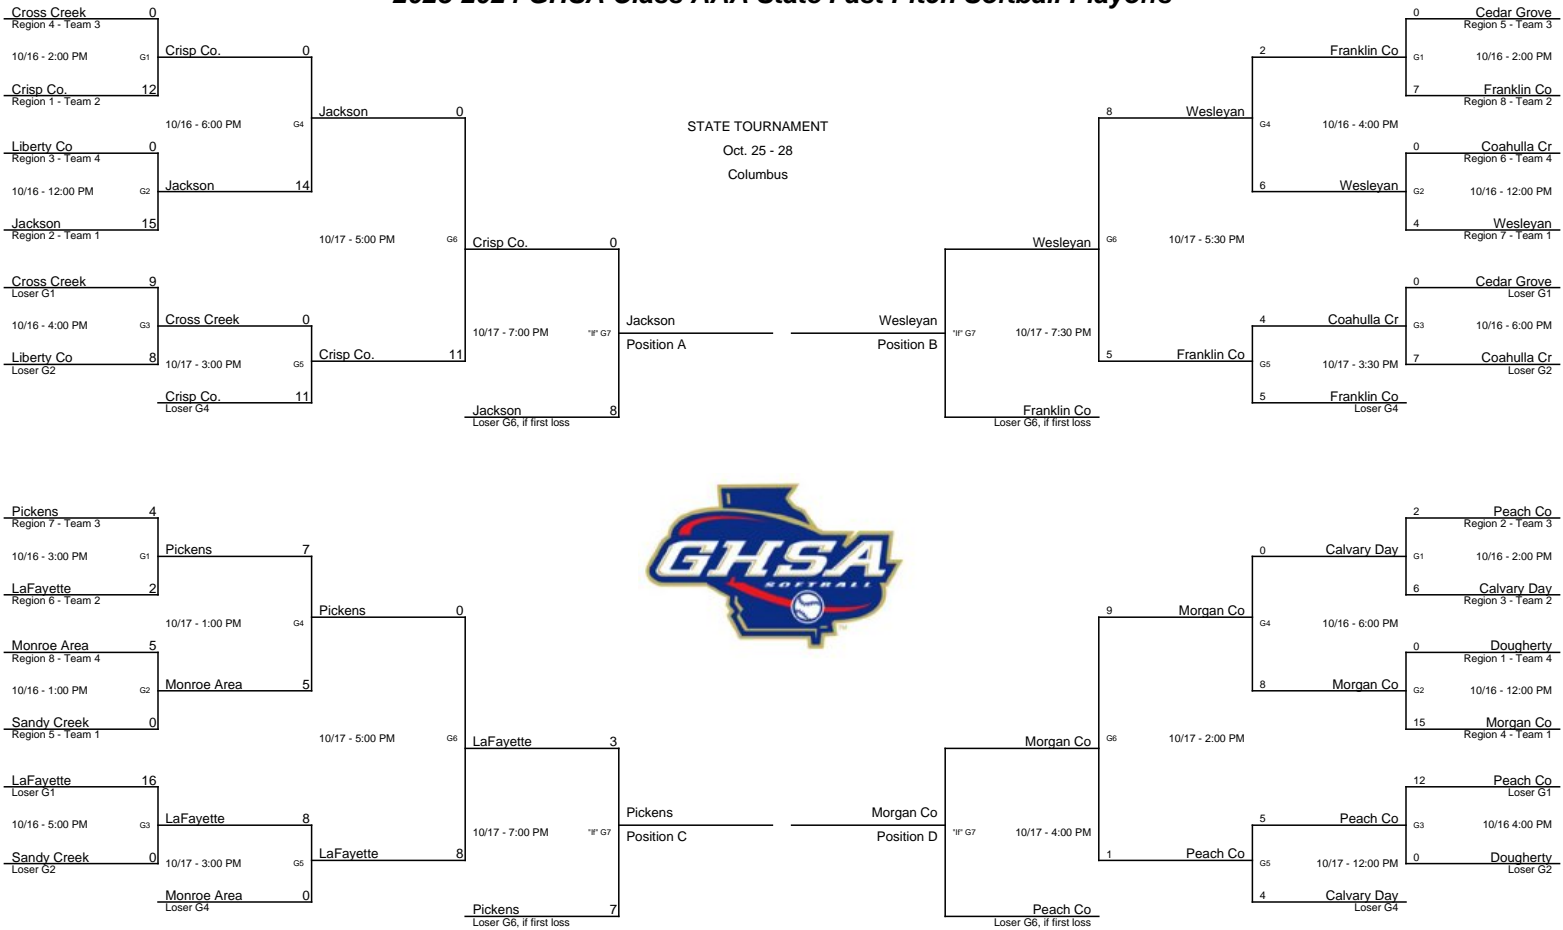 2023-2024 GHSA Class AAA State Fast Pitch Softball Playoffs
Cross Creek 0
Region 4 - Team 3
10/16 - 2:00 PM G1
Crisp Co. 0
Crisp Co. 12
Region 1 - Team 2
10/16 - 6:00 PM G4
Jackson 0
Liberty Co 0
Region 3 - Team 4
10/16 - 12:00 PM G2
Jackson 14
Jackson 15
Region 2 - Team 1
10/17 - 5:00 PM G6
Crisp Co. 0
Cross Creek 9
Loser G1
10/16 - 4:00 PM G3
Cross Creek 0
Liberty Co 8
Loser G2
10/17 - 3:00 PM G5
Crisp Co. 11
Crisp Co. 11
Loser G4
10/17 - 7:00 PM "If" G7
Jackson
Position A
Jackson 8
Loser G6, if first loss
STATE TOURNAMENT
Oct. 25 - 28
Columbus
0 Cedar Grove
Region 5 - Team 3
2 Franklin Co
G1 10/16 - 2:00 PM
7 Franklin Co
Region 8 - Team 2
8 Wesleyan
G4 10/16 - 4:00 PM
0 Coahulla Cr
Region 6 - Team 4
6 Wesleyan
G2 10/16 - 12:00 PM
4 Wesleyan
Region 7 - Team 1
Wesleyan
G6 10/17 - 5:30 PM
0 Cedar Grove
Loser G1
4 Coahulla Cr
G3 10/16 - 6:00 PM
7 Coahulla Cr
Loser G2
5 Franklin Co
G5 10/17 - 3:30 PM
5 Franklin Co
Loser G4
Wesleyan
Position B
"If" G7 10/17 - 7:30 PM
Franklin Co
Loser G6, if first loss
GHSA
SOFTBALL
TM
Pickens 4
Region 7 - Team 3
10/16 - 3:00 PM G1
Pickens 7
LaFayette 2
Region 6 - Team 2
10/17 - 1:00 PM G4
Pickens 0
Monroe Area 5
Region 8 - Team 4
10/16 - 1:00 PM G2
Monroe Area 5
Sandy Creek 0
Region 5 - Team 1
10/17 - 5:00 PM G6
LaFayette 3
LaFayette 16
Loser G1
10/16 - 5:00 PM G3
LaFayette 8
Sandy Creek 0
Loser G2
10/17 - 3:00 PM G5
LaFayette 8
Monroe Area 0
Loser G4
10/17 - 7:00 PM "If" G7
Pickens
Position C
Pickens 7
Loser G6, if first loss
2 Peach Co
Region 2 - Team 3
0 Calvary Day
G1 10/16 - 2:00 PM
6 Calvary Day
Region 3 - Team 2
9 Morgan Co
G4 10/16 - 6:00 PM
0 Dougherty
Region 1 - Team 4
8 Morgan Co
G2 10/16 - 12:00 PM
15 Morgan Co
Region 4 - Team 1
Morgan Co
G6 10/17 - 2:00 PM
12 Peach Co
Loser G1
5 Peach Co
G3 10/16 4:00 PM
0 Dougherty
Loser G2
1 Peach Co
G5 10/17 - 12:00 PM
4 Calvary Day
Loser G4
Morgan Co
Position D
"If" G7 10/17 - 4:00 PM
Peach Co
Loser G6, if first loss